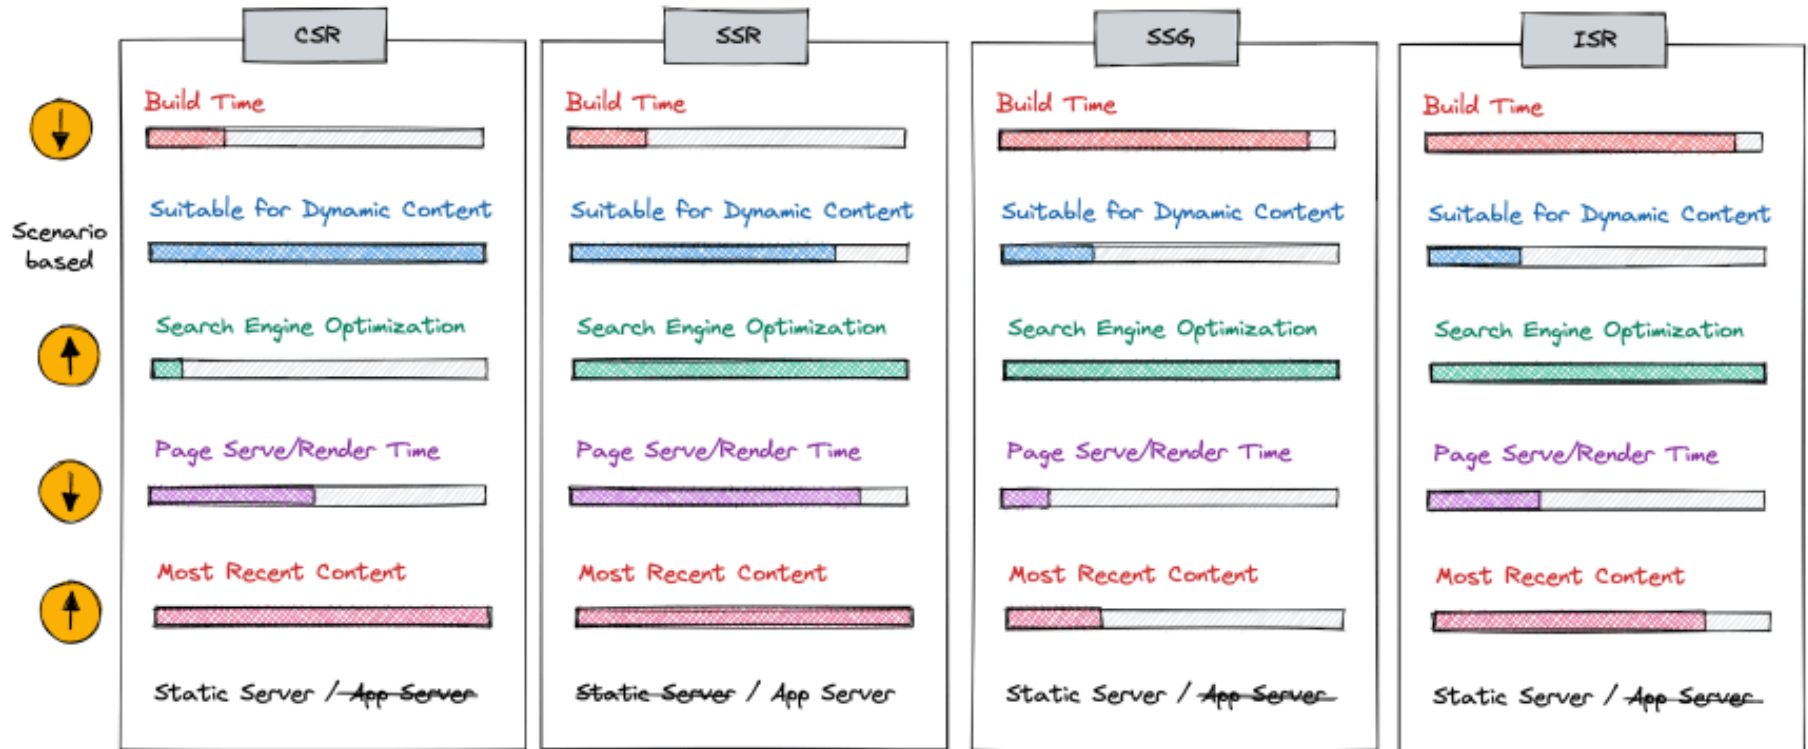 CSR
Build Time
Suitable for Dynamic Content
Search Engine Optimization
Page Serve/Render Time
Most Recent Content
Static Server / App Server
SSR
Build Time
Suitable for Dynamic Content
Search Engine Optimization
Page Serve/Render Time
Most Recent Content
Static Server / App Server
SSG
Build Time
Suitable for Dynamic Content
Search Engine Optimization
Page Serve/Render Time
Most Recent Content
Static Server / App Server
ISR
Build Time
Suitable for Dynamic Content
Search Engine Optimization
Page Serve/Render Time
Most Recent Content
Static Server / App Server
Scenario
based